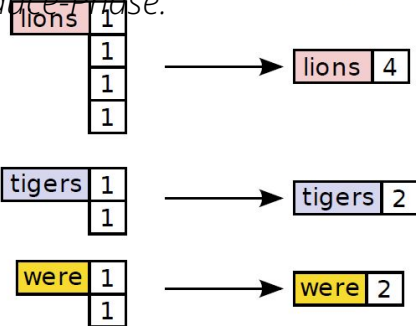 lions 1
1
lions 4
1
1
tigers 1
tigers 2
1
were 1
were 2
1